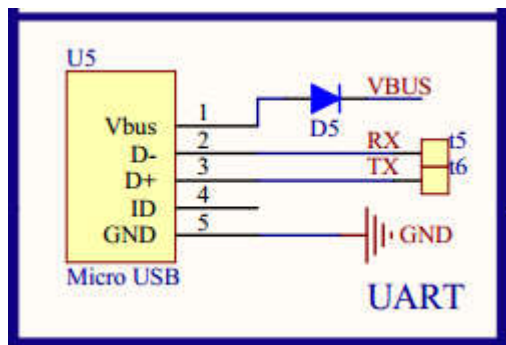 U5
Vbus 1 VBUS
D5
D- 2 RX t5
D+ 3 TX t6
ID 4
GND 5 GND
Micro USB
UART